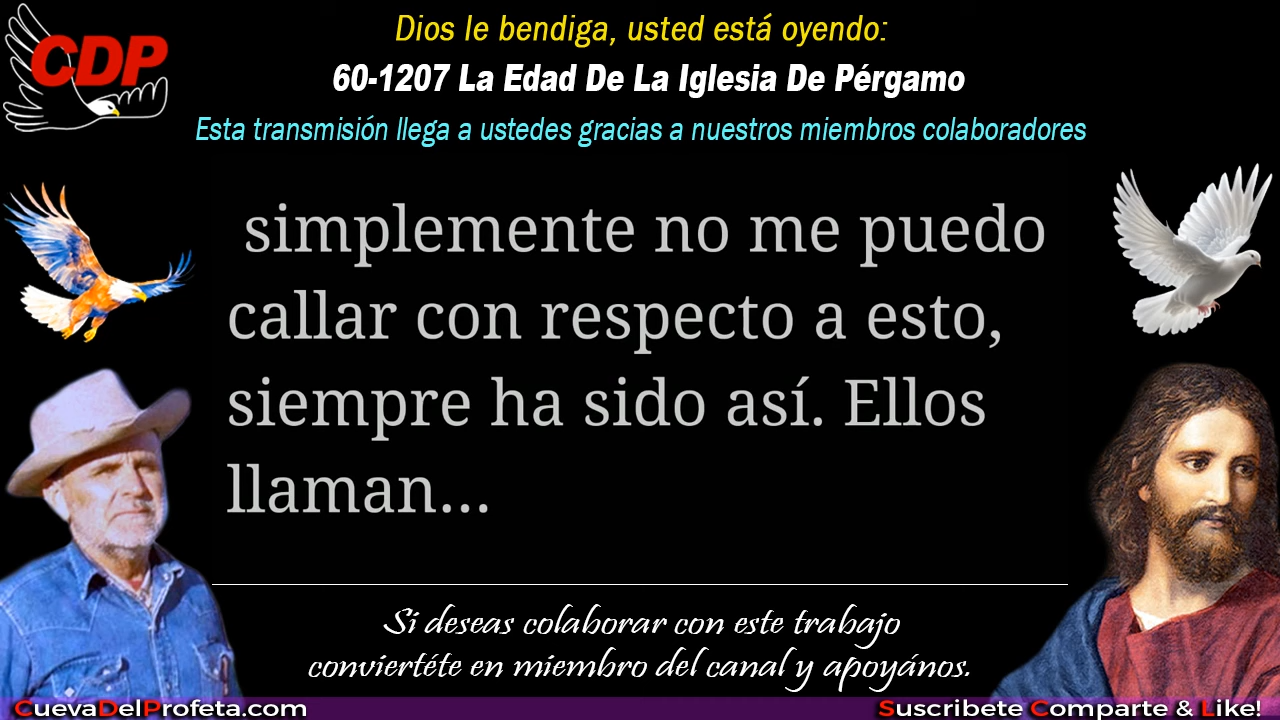 CDP
Dios le bendiga, usted está oyendo:
60-1207 La Edad De La Iglesia De Pérgamo
Esta transmisión llega a ustedes gracias a nuestros miembros colaboradores
simplemente no me puedo
callar con respecto a esto,
siempre ha sido así. Ellos
llaman...
Si deseas colaborar con este trabajo
conviertéte en miembro del canal y apoyános.
CuevaDelProfeta.com
Suscribete Comparte & Like!